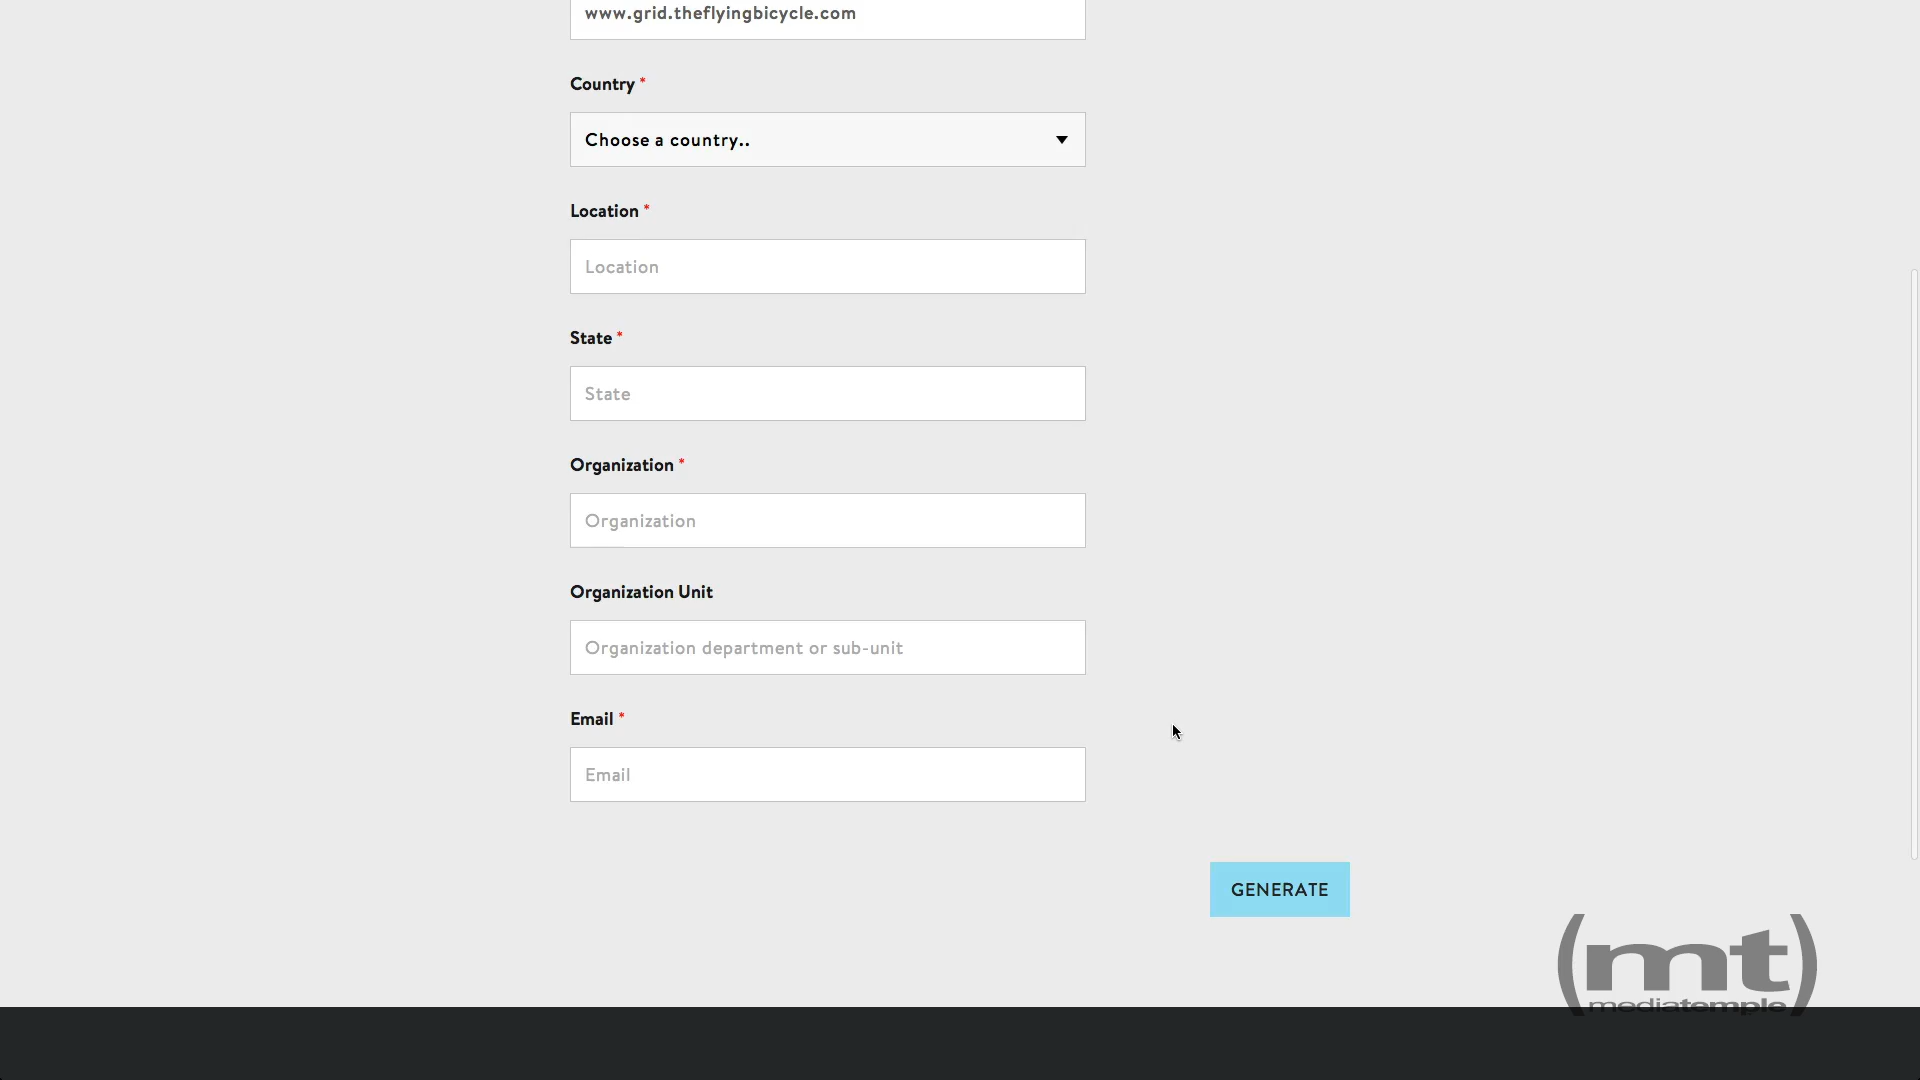 www.grid.theflyingbicycle.com
Country *
Choose a country..
Location *
Location
State *
State
Organization *
Organization
Organization Unit
Organization department or sub-unit
Email *
Email
GENERATE
(mt)
mediatemple